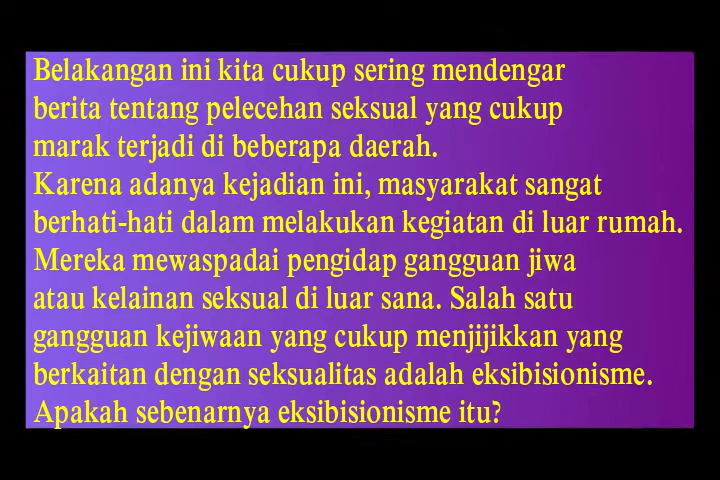 Belakangan ini kita cukup sering mendengar
berita tentang pelecehan seksual yang cukup
marak terjadi di beberapa daerah.
Karena adanya kejadian ini, masyarakat sangat
berhati-hati dalam melakukan kegiatan di luar rumah.
Mereka mewaspadai pengidap gangguan jiwa
atau kelainan seksual di luar sana. Salah satu
gangguan kejiwaan yang cukup menjijikkan yang
berkaitan dengan seksualitas adalah eksibisionisme.
Apakah sebenarnya eksibisionisme itu?